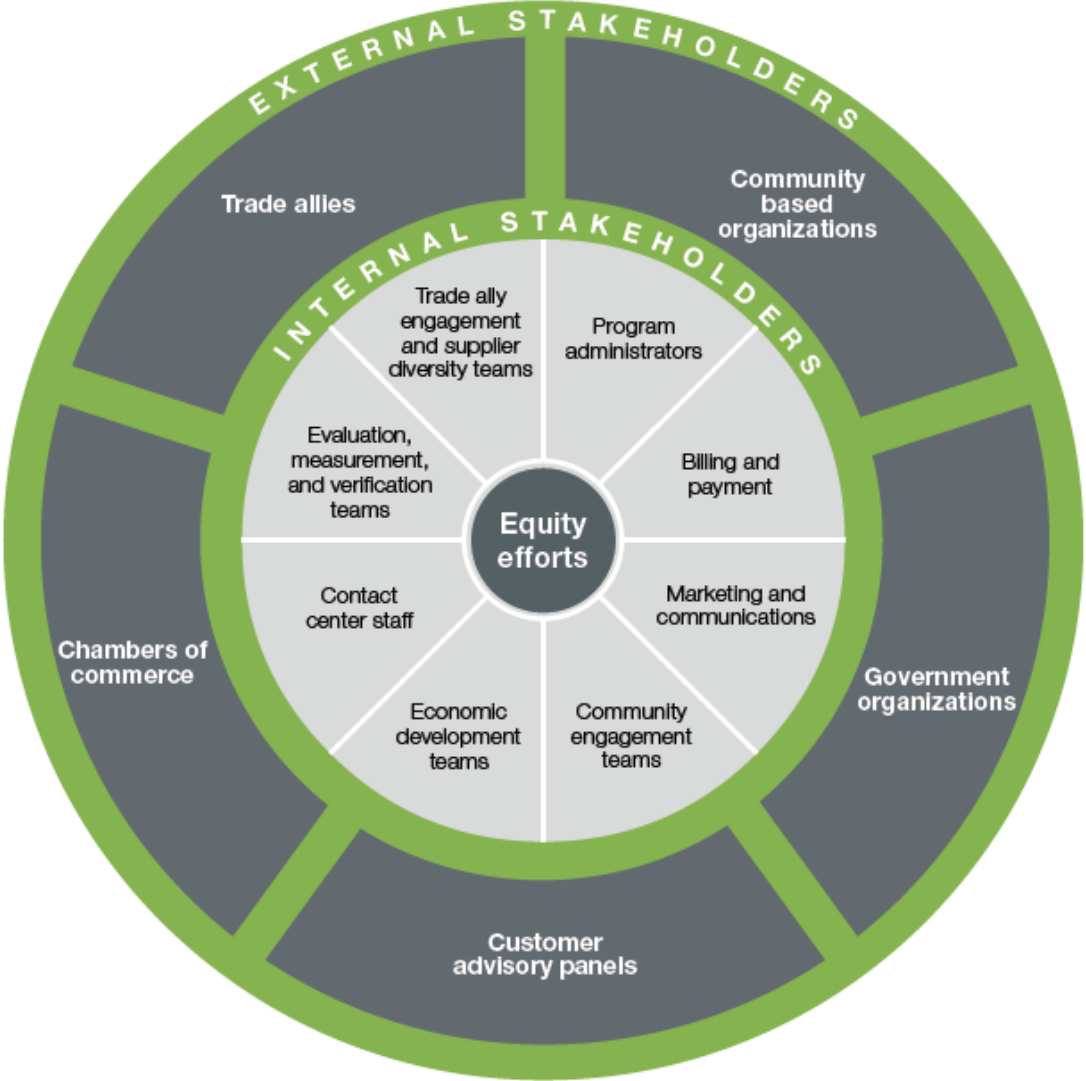 EXTERNAL STAKEHOLDERS
Trade allies
Community
based
organizations
INTERNAL STAKEHOLDERS
Trade ally
engagement
and supplier
diversity teams
Program
administrators
Evaluation,
measurement,
and verification
teams
Billing and
payment
Equity
efforts
Contact
center staff
Marketing and
communications
Chambers of
commerce
Government
organizations
Economic
development
teams
Community
engagement
teams
Customer
advisory panels